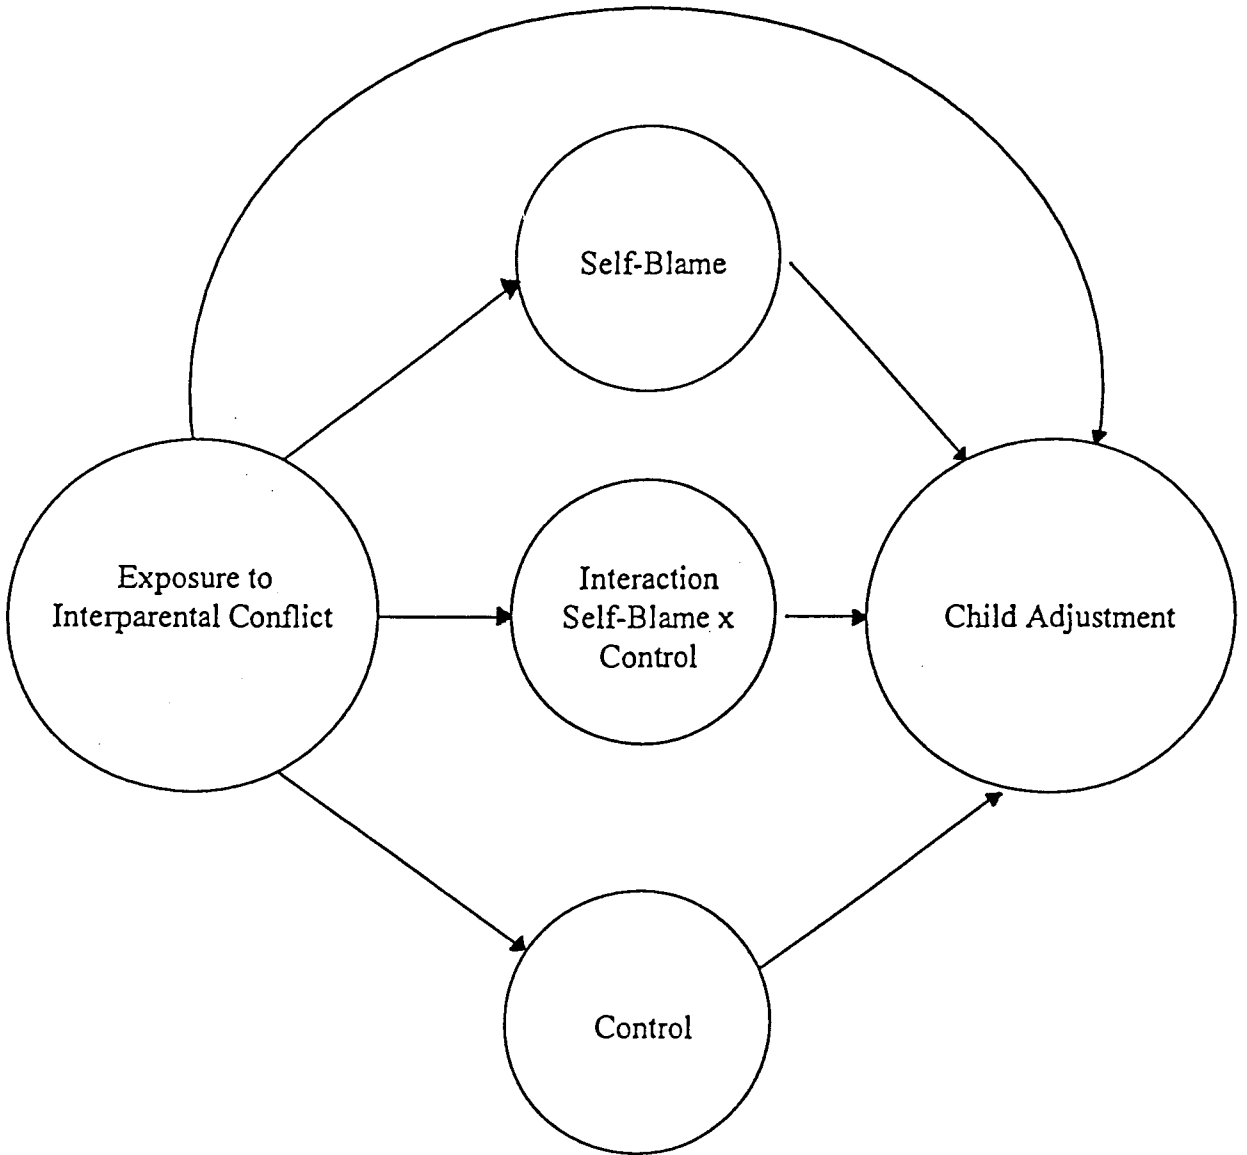 Self-Blame
Exposure to
Interparental Conflict
Interaction
Self-Blame x
Control
Child Adjustment
Control